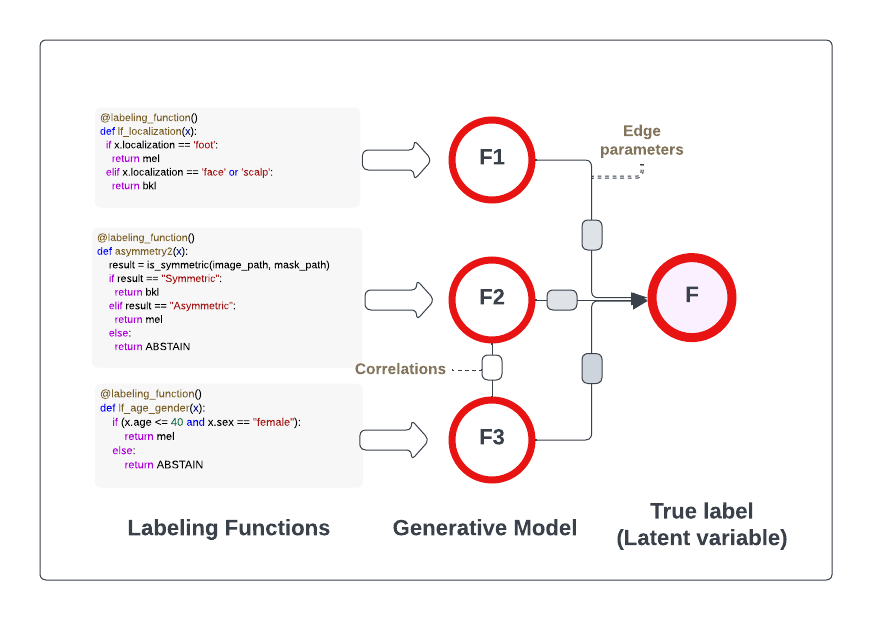 @labeling_function()
def lf_localization(x):
if x.localization == 'foot':
return mel
elif x.localization == 'face' or 'scalp':
return bkl
@labeling_function()
def asymmetry2(x):
result = is_symmetric(image_path, mask_path)
if result == "Symmetric":
return bkl
elif result == "Asymmetric":
return mel
else:
return ABSTAIN
@labeling_function()
def lf_age_gender(x):
if (x.age <= 40 and x.sex == "female"):
return mel
else:
return ABSTAIN
F1
F2
F3
Correlations
Edge
parameters
F
Labeling Functions
Generative Model
True label
(Latent variable)